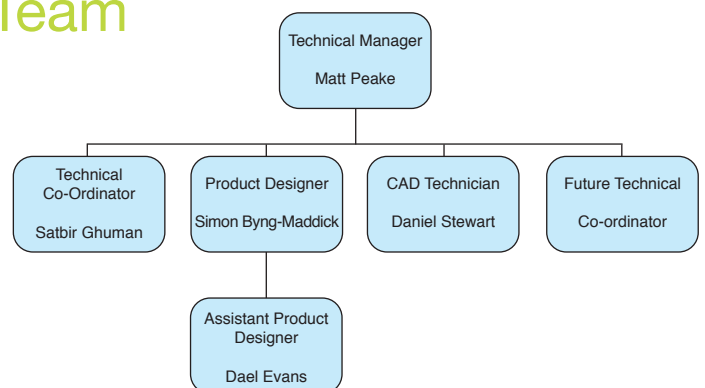 Team
Technical Manager
Matt Peake
Technical
Co-Ordinator
Satbir Ghuman
Product Designer
Simon Byng-Maddick
CAD Technician
Daniel Stewart
Future Technical
Co-ordinator
Assistant Product
Designer
Dael Evans